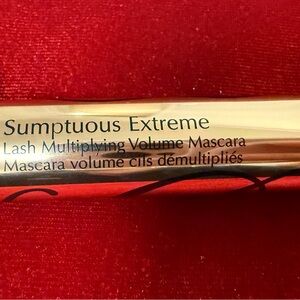 Sumptuous Extreme
Lash Multiplying Volume Mascara
Mascara volume cils démultipliés